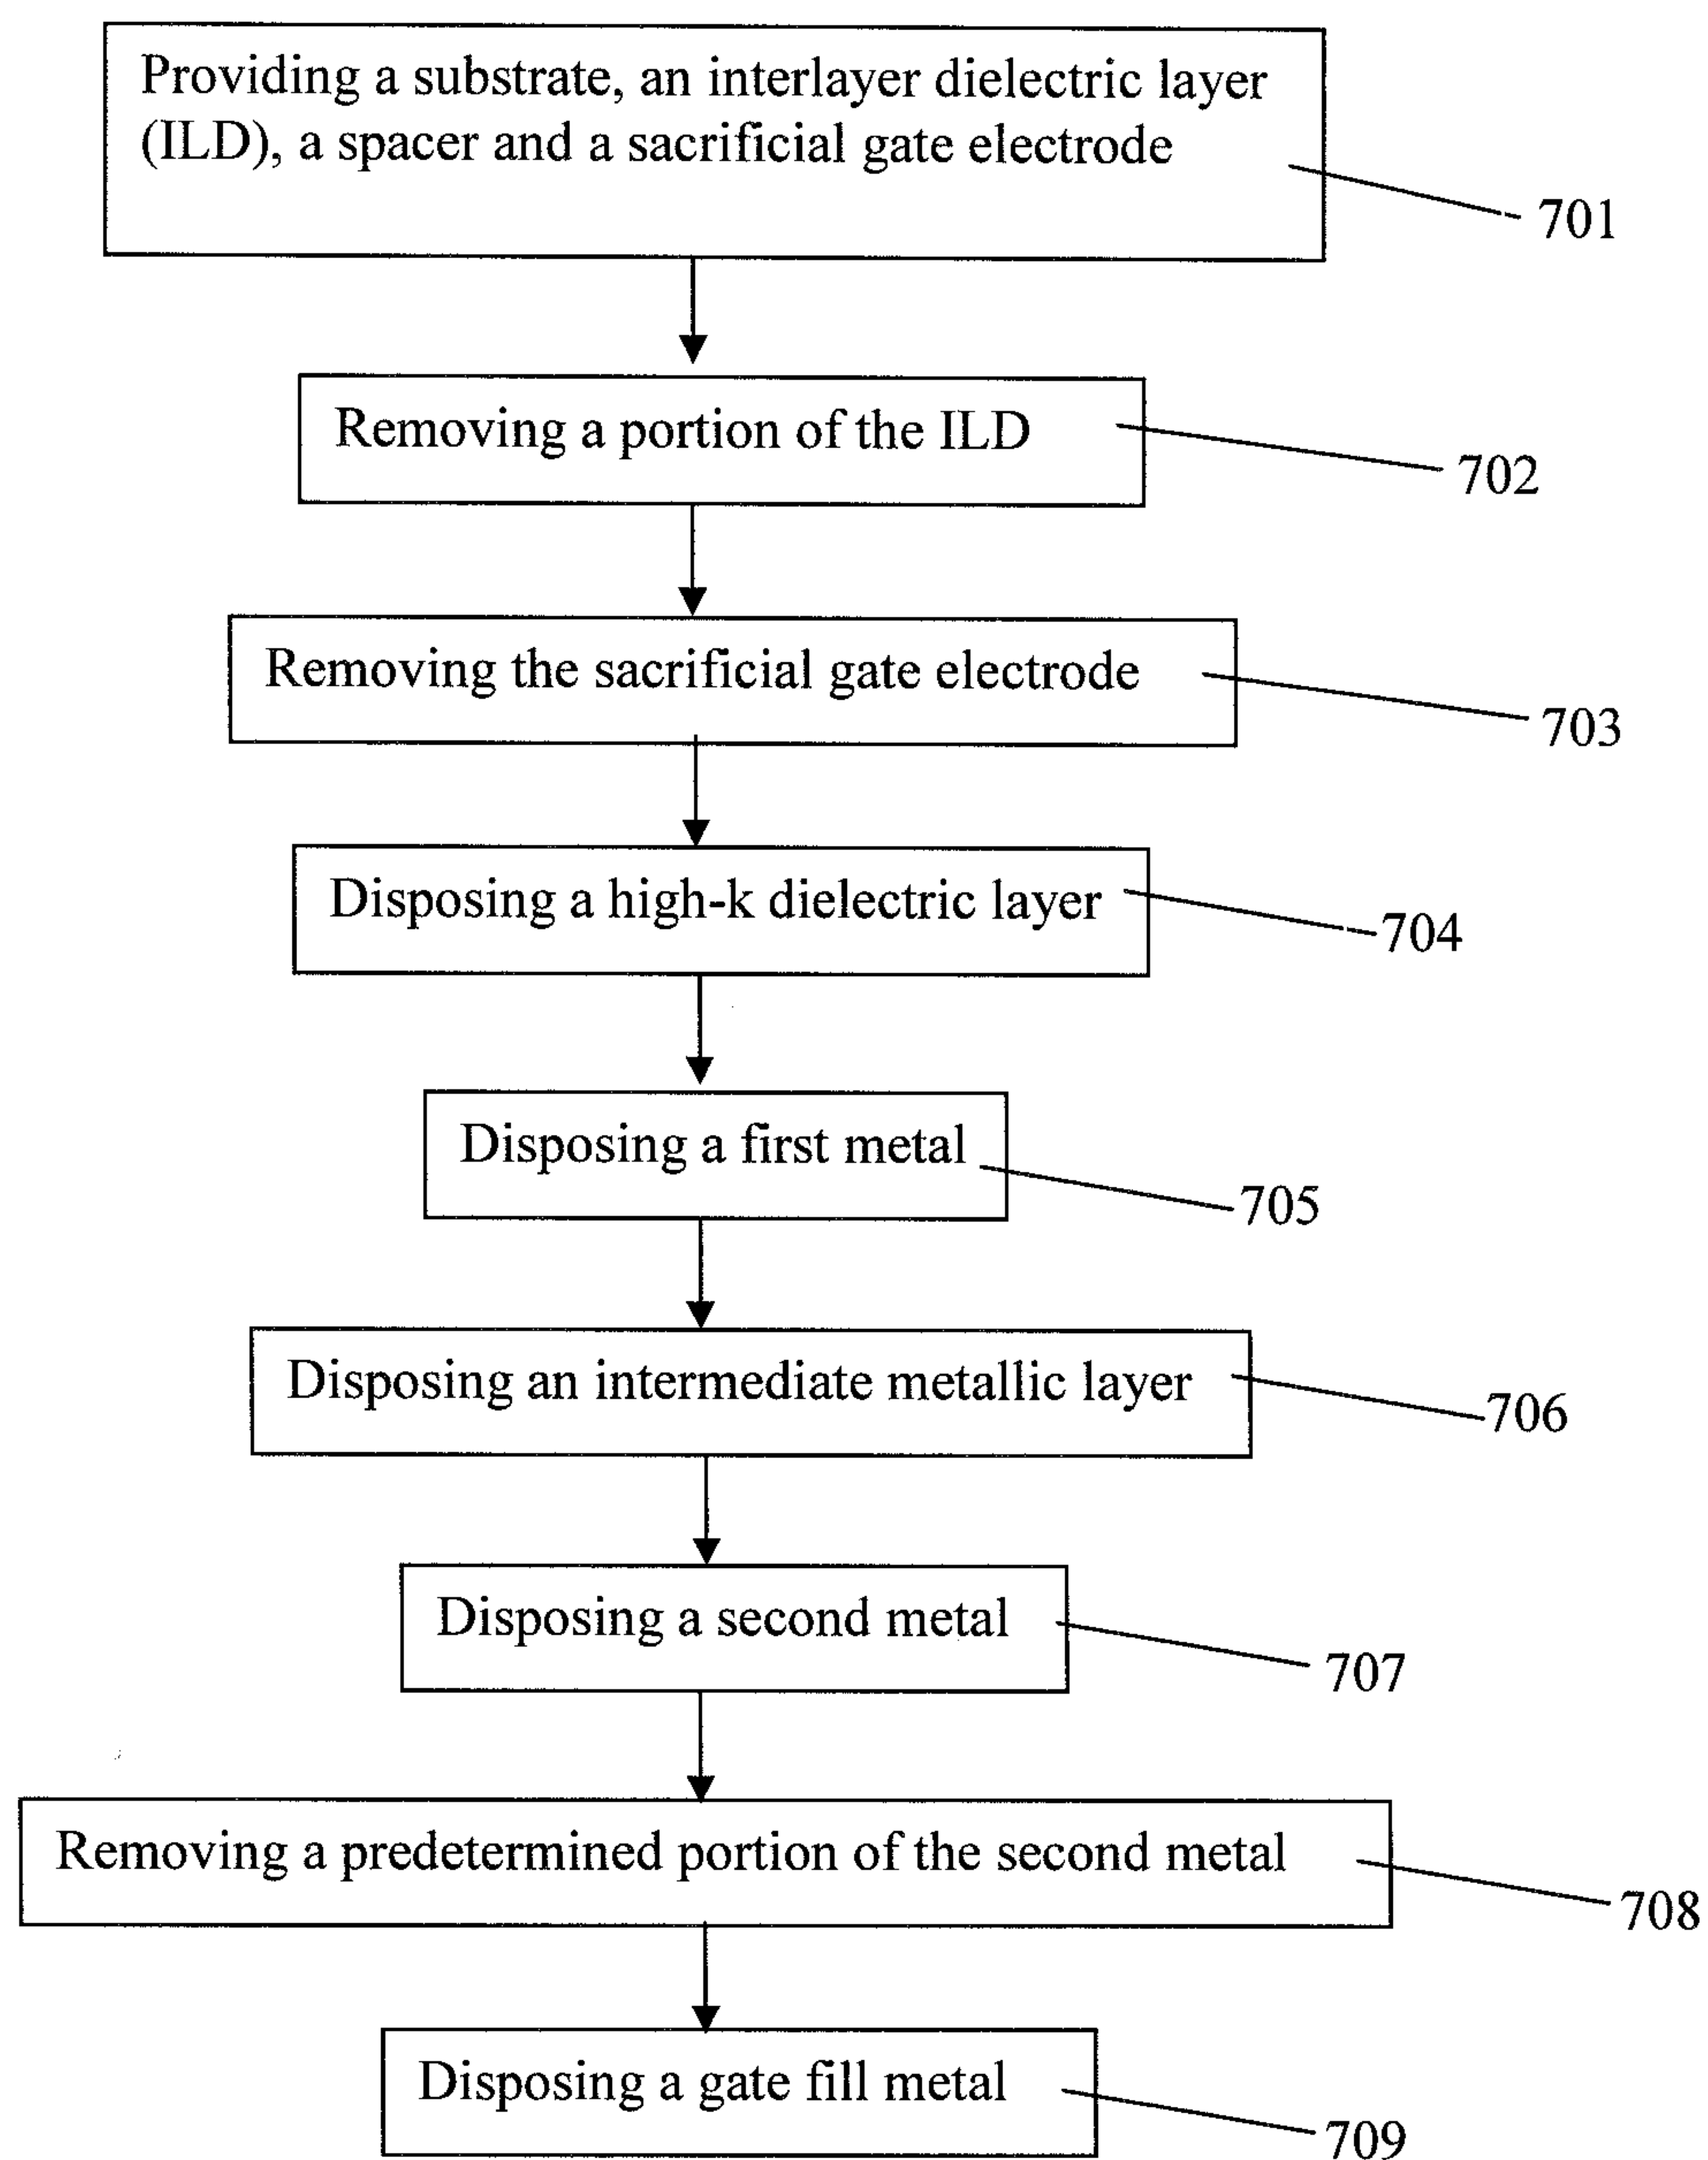 Providing a substrate, an interlayer dielectric layer
(ILD), a spacer and a sacrificial gate electrode
701
Removing a portion of the ILD
702
Removing the sacrificial gate electrode
703
Disposing a high-k dielectric layer
704
Disposing a first metal
705
Disposing an intermediate metallic layer
706
Disposing a second metal
707
Removing a predetermined portion of the second metal
708
Disposing a gate fill metal
709